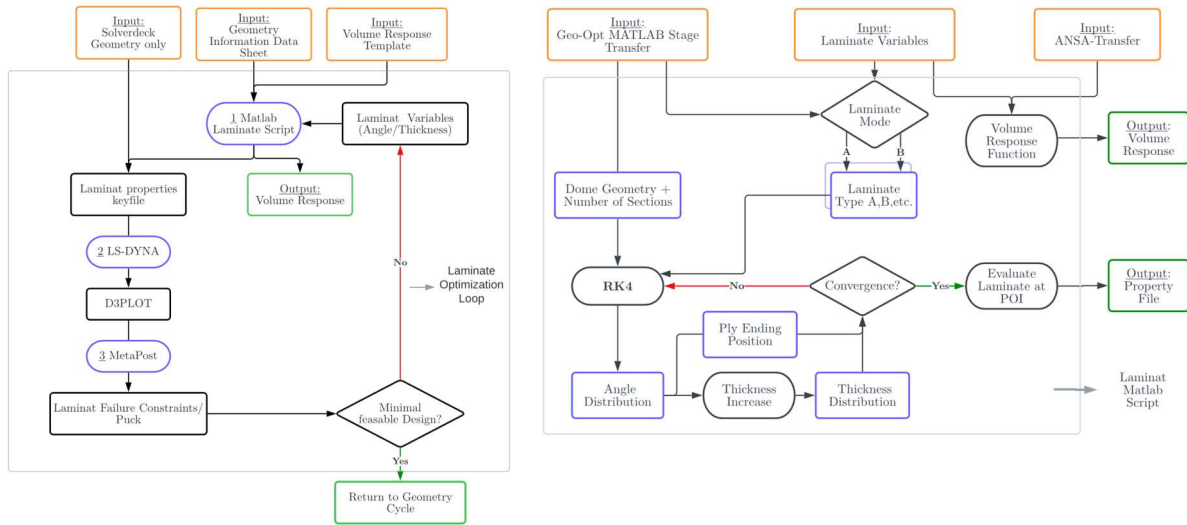 Input:
Solverdeck
Geometry only
Input:
Geometry
Information Data
Sheet
Input:
Volume Response
Template
1 Matlab
Laminate Script
Laminat Variables
(Angle/Thickness)
Laminat properties
keyfile
Output:
Volume Response
2 LS-DYNA
No
Laminate
Optimization
Loop
D3PLOT
3 MetaPost
Laminat Failure Constraints/
Puck
Minimal
feasable Design?
Yes
Return to Geometry
Cycle
Input:
Geo-Opt MATLAB Stage
Transfer
Input:
Laminate Variables
Input:
ANSA-Transfer
Laminate
Mode
A
B
Volume
Response
Function
Output:
Volume
Response
Dome Geometry +
Number of Sections
Laminate
Type A,B,etc.
RK4
No
Convergence?
Yes
Evaluate
Laminate at
POI
Output:
Property
File
Ply Ending
Position
Angle
Distribution
Thickness
Increase
Thickness
Distribution
Laminat
Matlab
Script